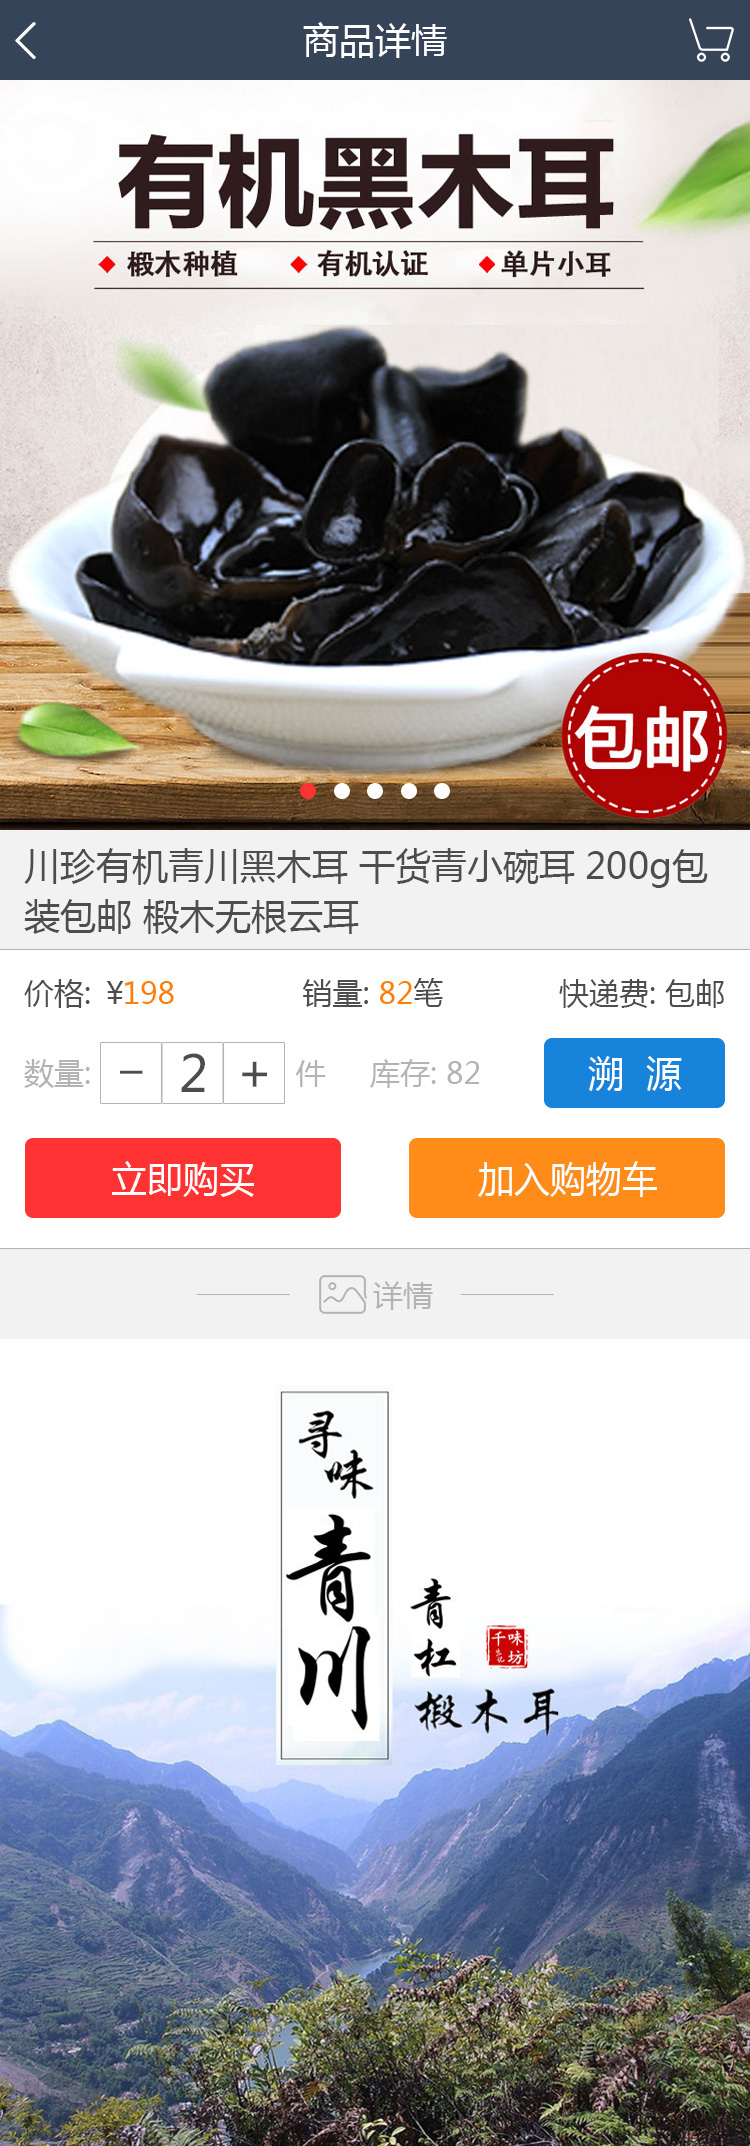 商品详情
有机黑木耳
椴木种植 有机认证 单片小耳
包邮
川珍有机青川黑木耳 干货青小碗耳 200g包
装包邮 椴木无根云耳
价格: ¥198 销量: 82笔 快递费: 包邮
数量: － 2 ＋ 件 库存: 82 溯 源
立即购买 加入购物车
详情
寻味
青川
青杠
椴木耳
千味
坊